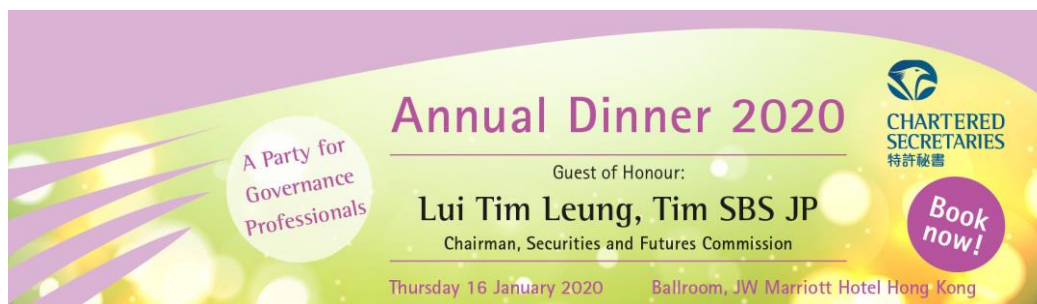 A Party for
Governance
Professionals
Annual Dinner 2020
Guest of Honour:
Lui Tim Leung, Tim SBS JP
Chairman, Securities and Futures Commission
Thursday 16 January 2020 Ballroom, JW Marriott Hotel Hong Kong
CHARTERED
SECRETARIES
特許秘書
Book
now!